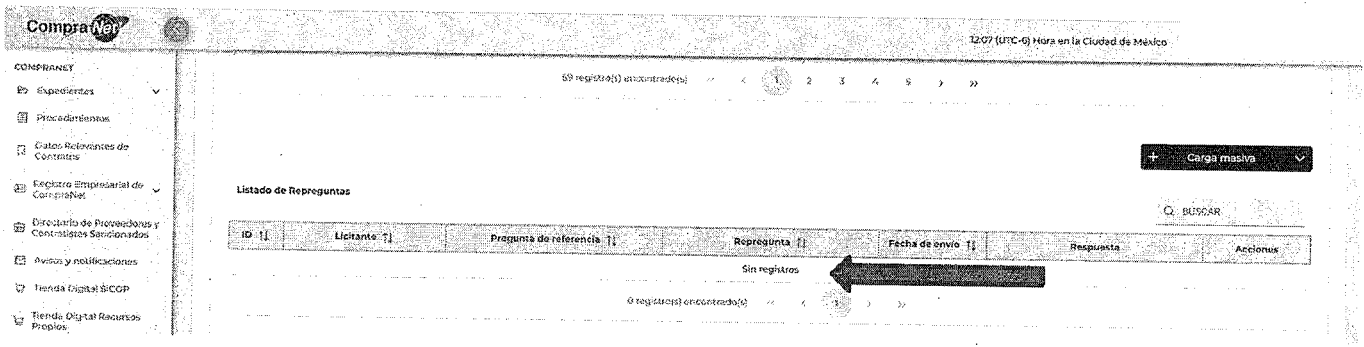 CompraNet
12:07 (UTC-6) Hora en la Ciudad de México
COMPRANET
Expedientes
Procedimientos
Datos Relevantes de
Contratos
Registro Empresarial de
CompraNet
Directorio de Proveedores y
Contratistas Sancionados
Avisos y notificaciones
Tienda Digital SICOP
Tienda Digital Recursos
Propios
69 registro(s) encontrado(s) << < 1 2 3 4 5 > >>
+ Carga masiva
Listado de Repreguntas
BUSCAR
ID Licitante Pregunta de referencia Repregunta Fecha de envío Respuesta Acciones
Sin registros
0 registro(s) encontrado(s) << < 1 > >>